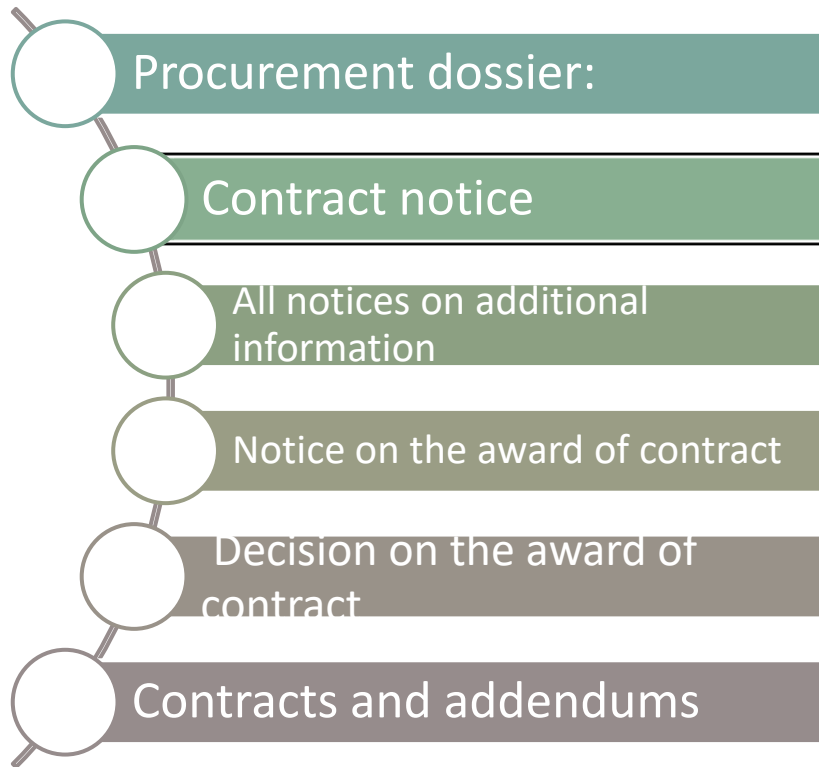 Procurement dossier:
Contract notice
All notices on additional
information
Notice on the award of contract
Decision on the award of
contract
Contracts and addendums